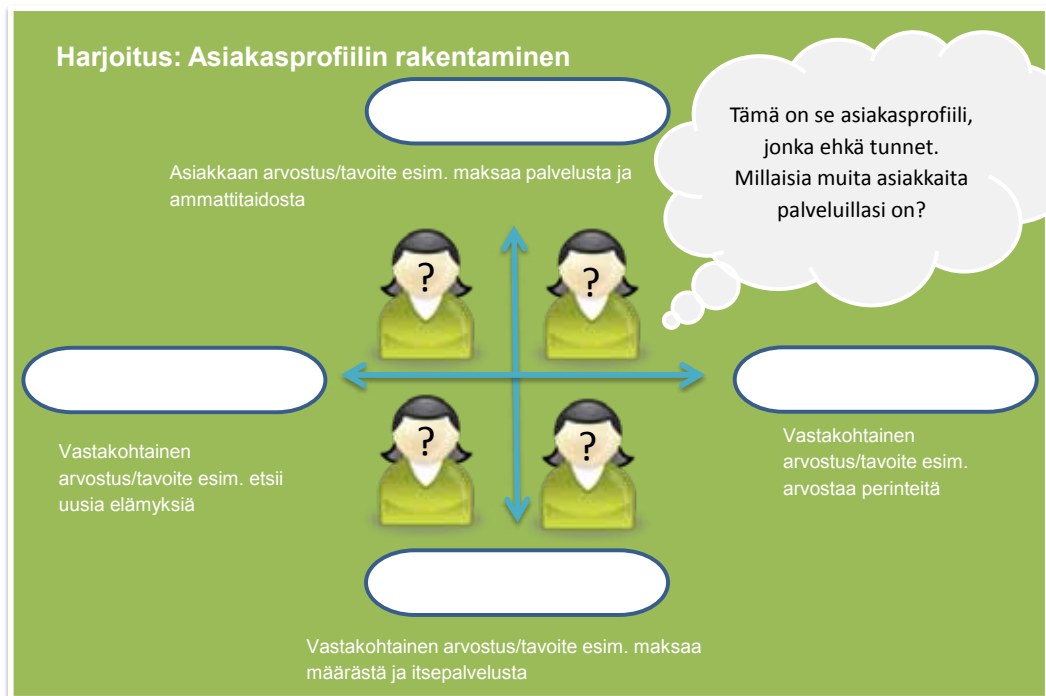 Harjoitus: Asiakasprofiilin rakentaminen
Tämä on se asiakasprofiili,
jonka ehkä tunnet.
Millaisia muita asiakkaita
palveluillasi on?
Asiakkaan arvostus/tavoite esim. maksaa palvelusta ja
ammattitaidosta
?
?
?
?
Vastakohtainen
arvostus/tavoite esim. etsii
uusia elämyksiä
Vastakohtainen
arvostus/tavoite esim.
arvostaa perinteitä
Vastakohtainen arvostus/tavoite esim. maksaa
määrästä ja itsepalvelusta